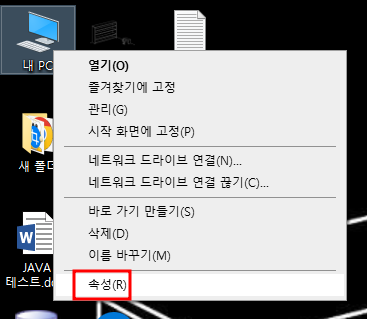 내 PC
열기(O)
즐겨찾기에 고정
관리(G)
시작 화면에 고정(P)
네트워크 드라이브 연결(N)...
네트워크 드라이브 연결 끊기(C)...
새 폴더
바로 가기 만들기(S)
삭제(D)
이름 바꾸기(M)
JAVA
테스트.do
속성(R)